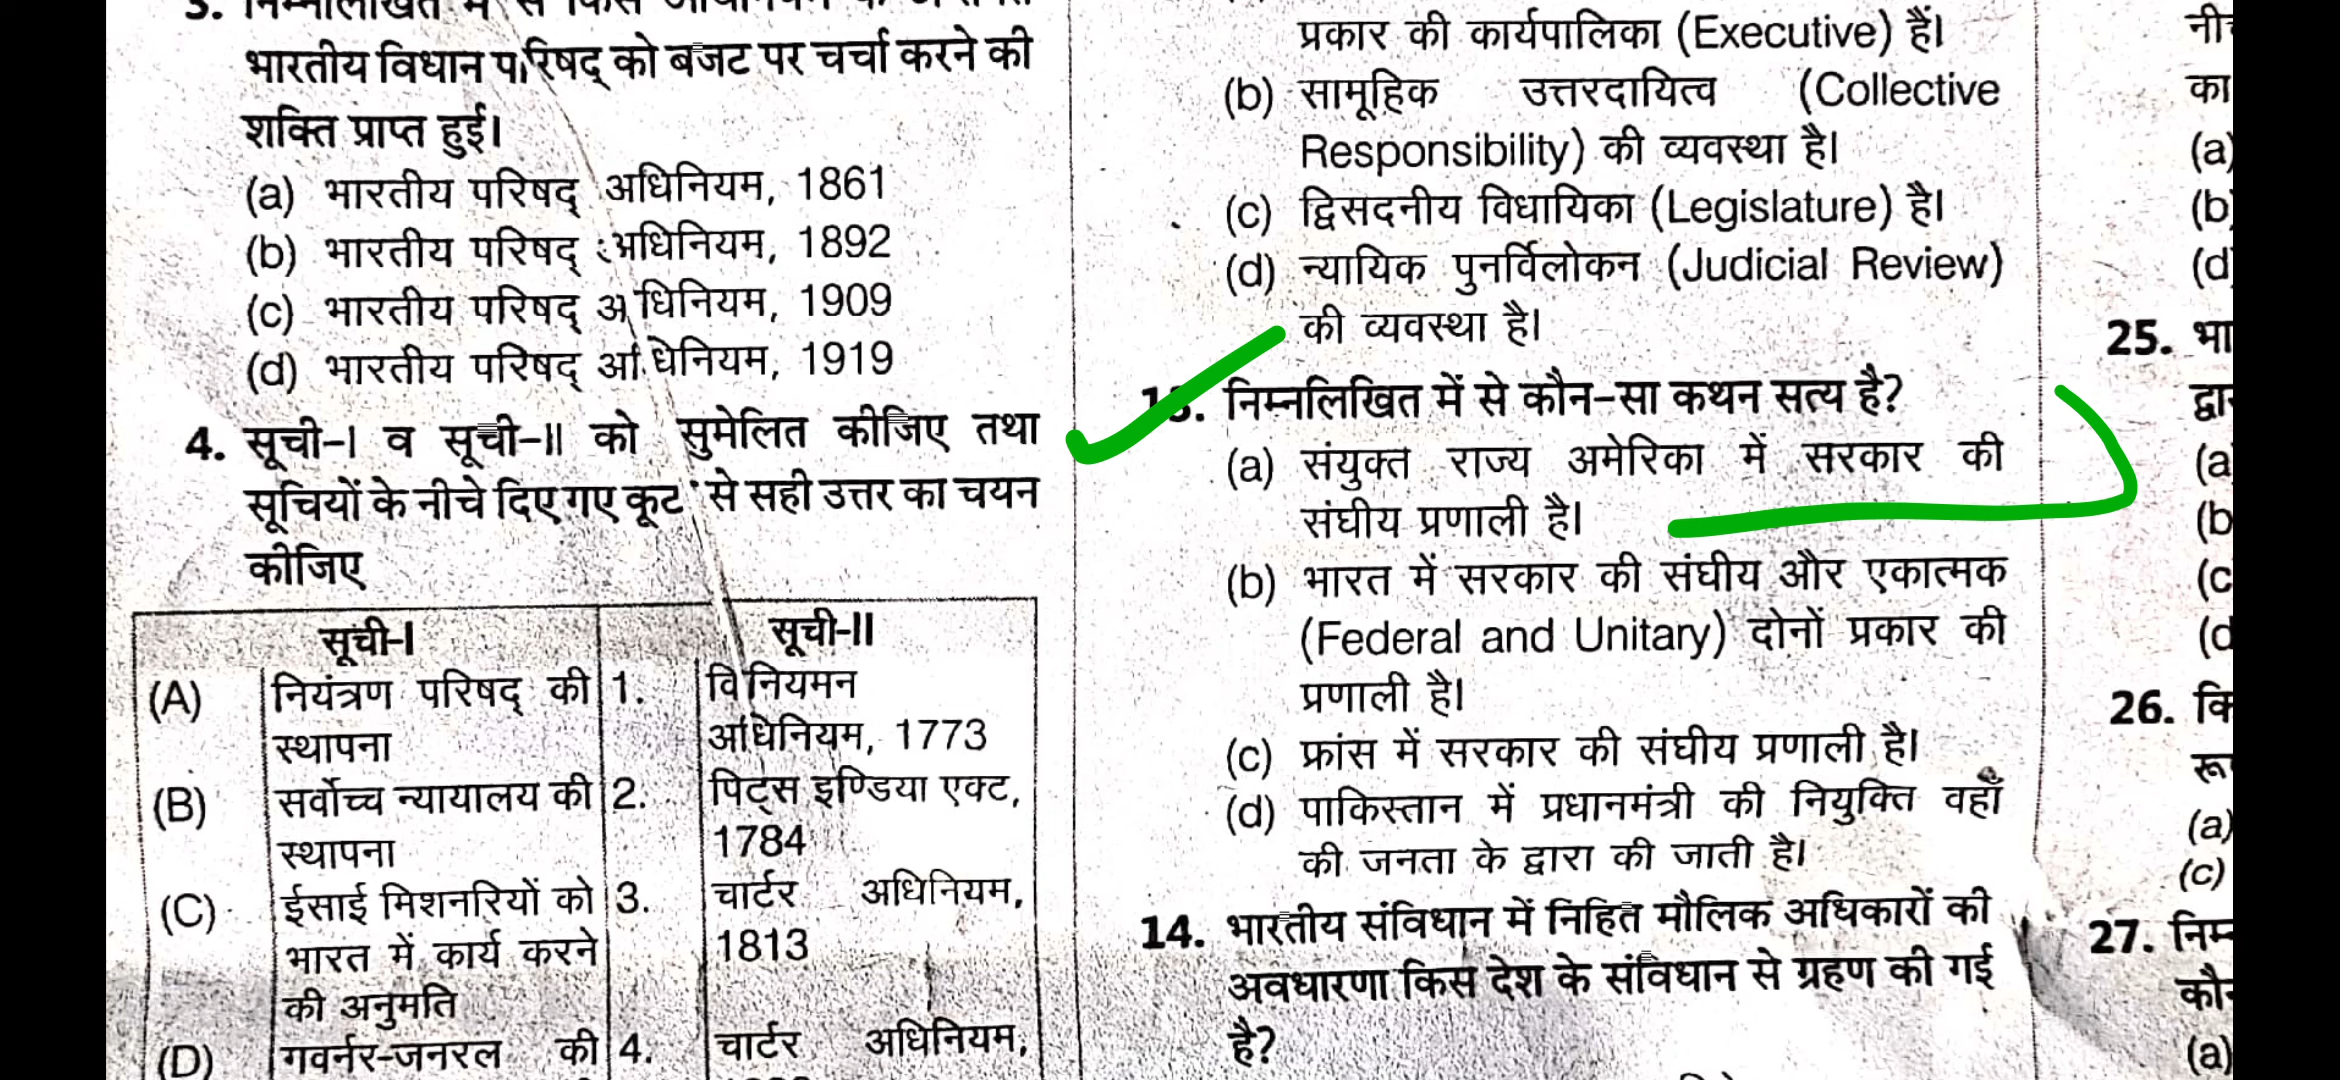 3.
भारतीय विधान परिषद् को बजट पर चर्चा करने की
शक्ति प्राप्त हुई।
(a) भारतीय परिषद् अधिनियम, 1861
(b) भारतीय परिषद् अधिनियम, 1892
(c) भारतीय परिषद् अधिनियम, 1909
(d) भारतीय परिषद् अधिनियम, 1919
4. सूची-I व सूची-II को सुमेलित कीजिए तथा
सूचियों के नीचे दिए गए कूट से सही उत्तर का चयन
कीजिए
सूची-I सूची-II
(A) नियंत्रण परिषद् की 1. विनियमन
स्थापना अधिनियम, 1773
(B) सर्वोच्च न्यायालय की 2. पिट्स इण्डिया एक्ट,
स्थापना 1784
(C) ईसाई मिशनरियों को 3. चार्टर अधिनियम,
भारत में कार्य करने 1813
की अनुमति
(D) गवर्नर-जनरल की 4. चार्टर अधिनियम,
प्रकार की कार्यपालिका (Executive) हैं।
(b) सामूहिक उत्तरदायित्व (Collective
Responsibility) की व्यवस्था है।
(c) द्विसदनीय विधायिका (Legislature) है।
(d) न्यायिक पुनर्विलोकन (Judicial Review)
की व्यवस्था है।
13. निम्नलिखित में से कौन-सा कथन सत्य है?
(a) संयुक्त राज्य अमेरिका में सरकार की
संघीय प्रणाली है।
(b) भारत में सरकार की संघीय और एकात्मक
(Federal and Unitary) दोनों प्रकार की
प्रणाली है।
(c) फ्रांस में सरकार की संघीय प्रणाली है।
(d) पाकिस्तान में प्रधानमंत्री की नियुक्ति वहाँ
की जनता के द्वारा की जाती है।
14. भारतीय संविधान में निहित मौलिक अधिकारों की
अवधारणा किस देश के संविधान से ग्रहण की गई
है?
का
(a)
(b)
(d)
25.
(a)
(b)
(c)
(d)
26.
(a)
(c)
27.
(a)